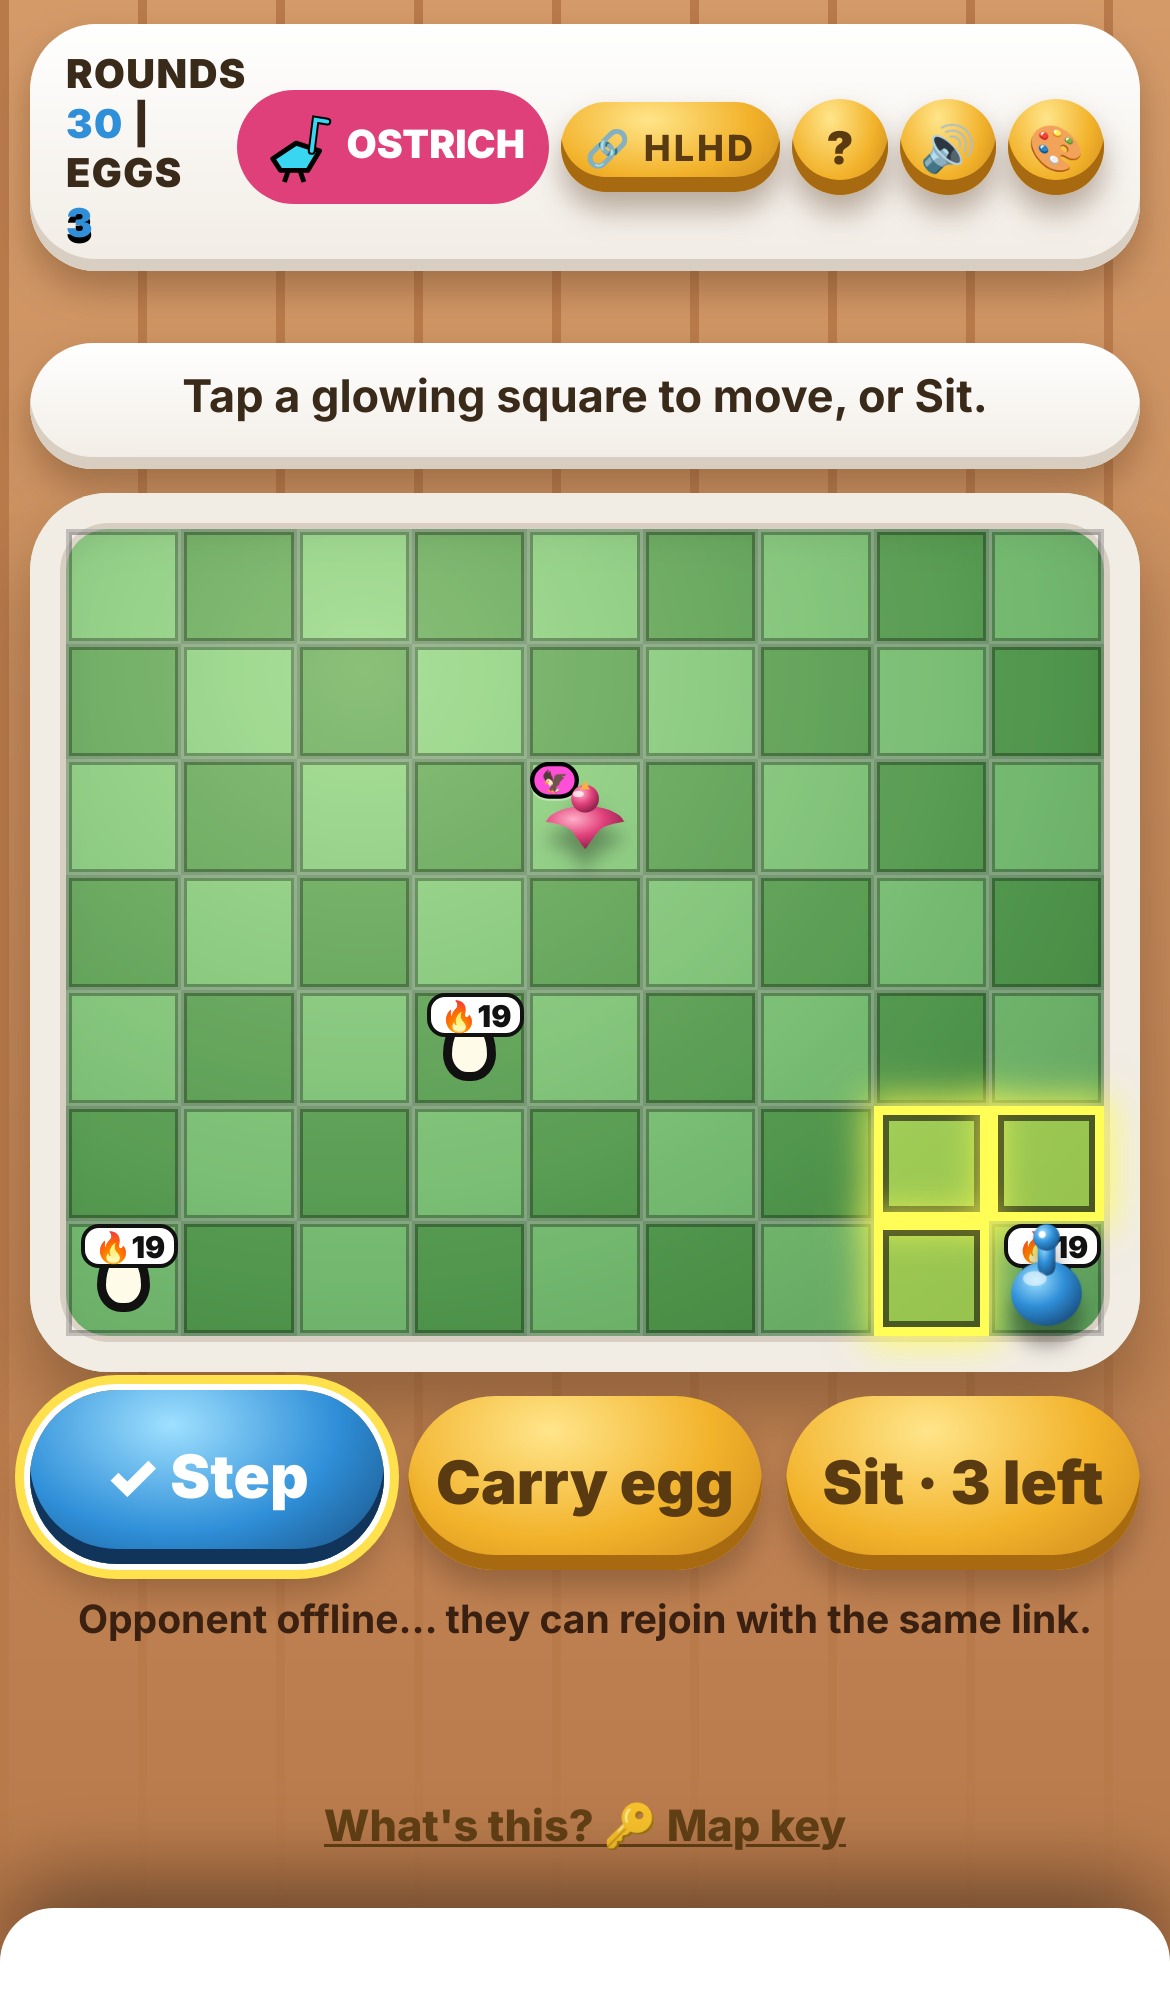 ROUNDS
30 |
EGGS
3
OSTRICH
HLHD
?
Tap a glowing square to move, or Sit.
19
19
19
✓ Step
Carry egg
Sit · 3 left
Opponent offline... they can rejoin with the same link.
What's this? 🔑 Map key